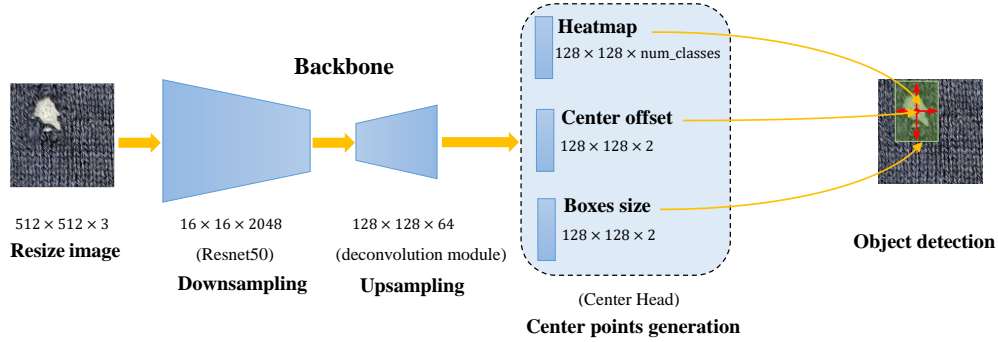 Backbone
Heatmap
128 × 128 × num_classes
Center offset
128 × 128 × 2
Boxes size
128 × 128 × 2
512 × 512 × 3
Resize image
16 × 16 × 2048
(Resnet50)
Downsampling
128 × 128 × 64
(deconvolution module)
Upsampling
(Center Head)
Center points generation
Object detection